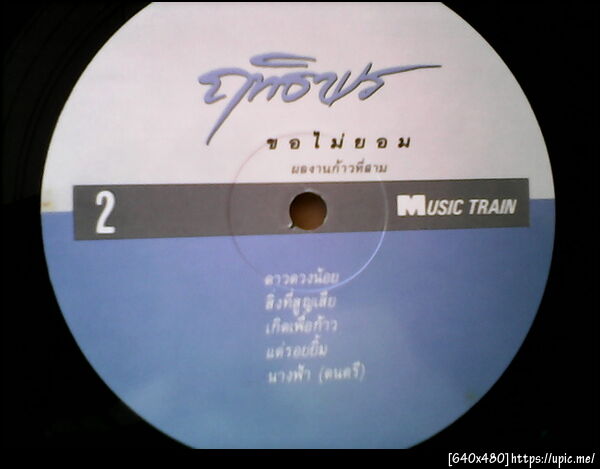 ฤทธิพร
ขอไม่ยอม
ผลงานก้าวที่สาม
2
MUSIC TRAIN
ดาวดวงน้อย
สิ่งที่สูญเสีย
เกิดเพื่อก้าว
แด่รอยยิ้ม
นางฟ้า (ดนตรี)
[640x480]https://upic.me/